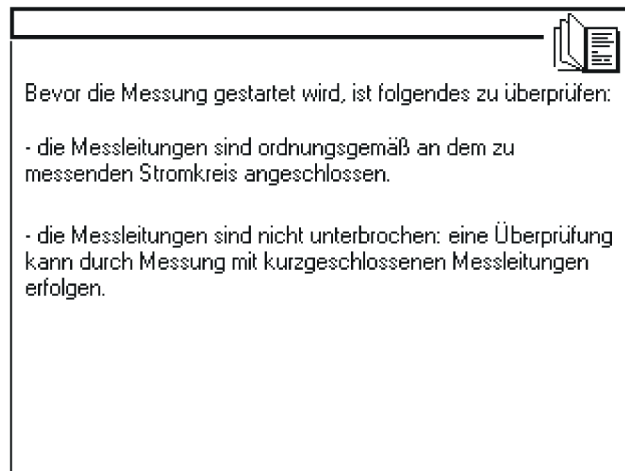 Bevor die Messung gestartet wird, ist folgendes zu überprüfen:
- die Messleitungen sind ordnungsgemäß an dem zu
messenden Stromkreis angeschlossen.
- die Messleitungen sind nicht unterbrochen: eine Überprüfung
kann durch Messung mit kurzgeschlossenen Messleitungen
erfolgen.